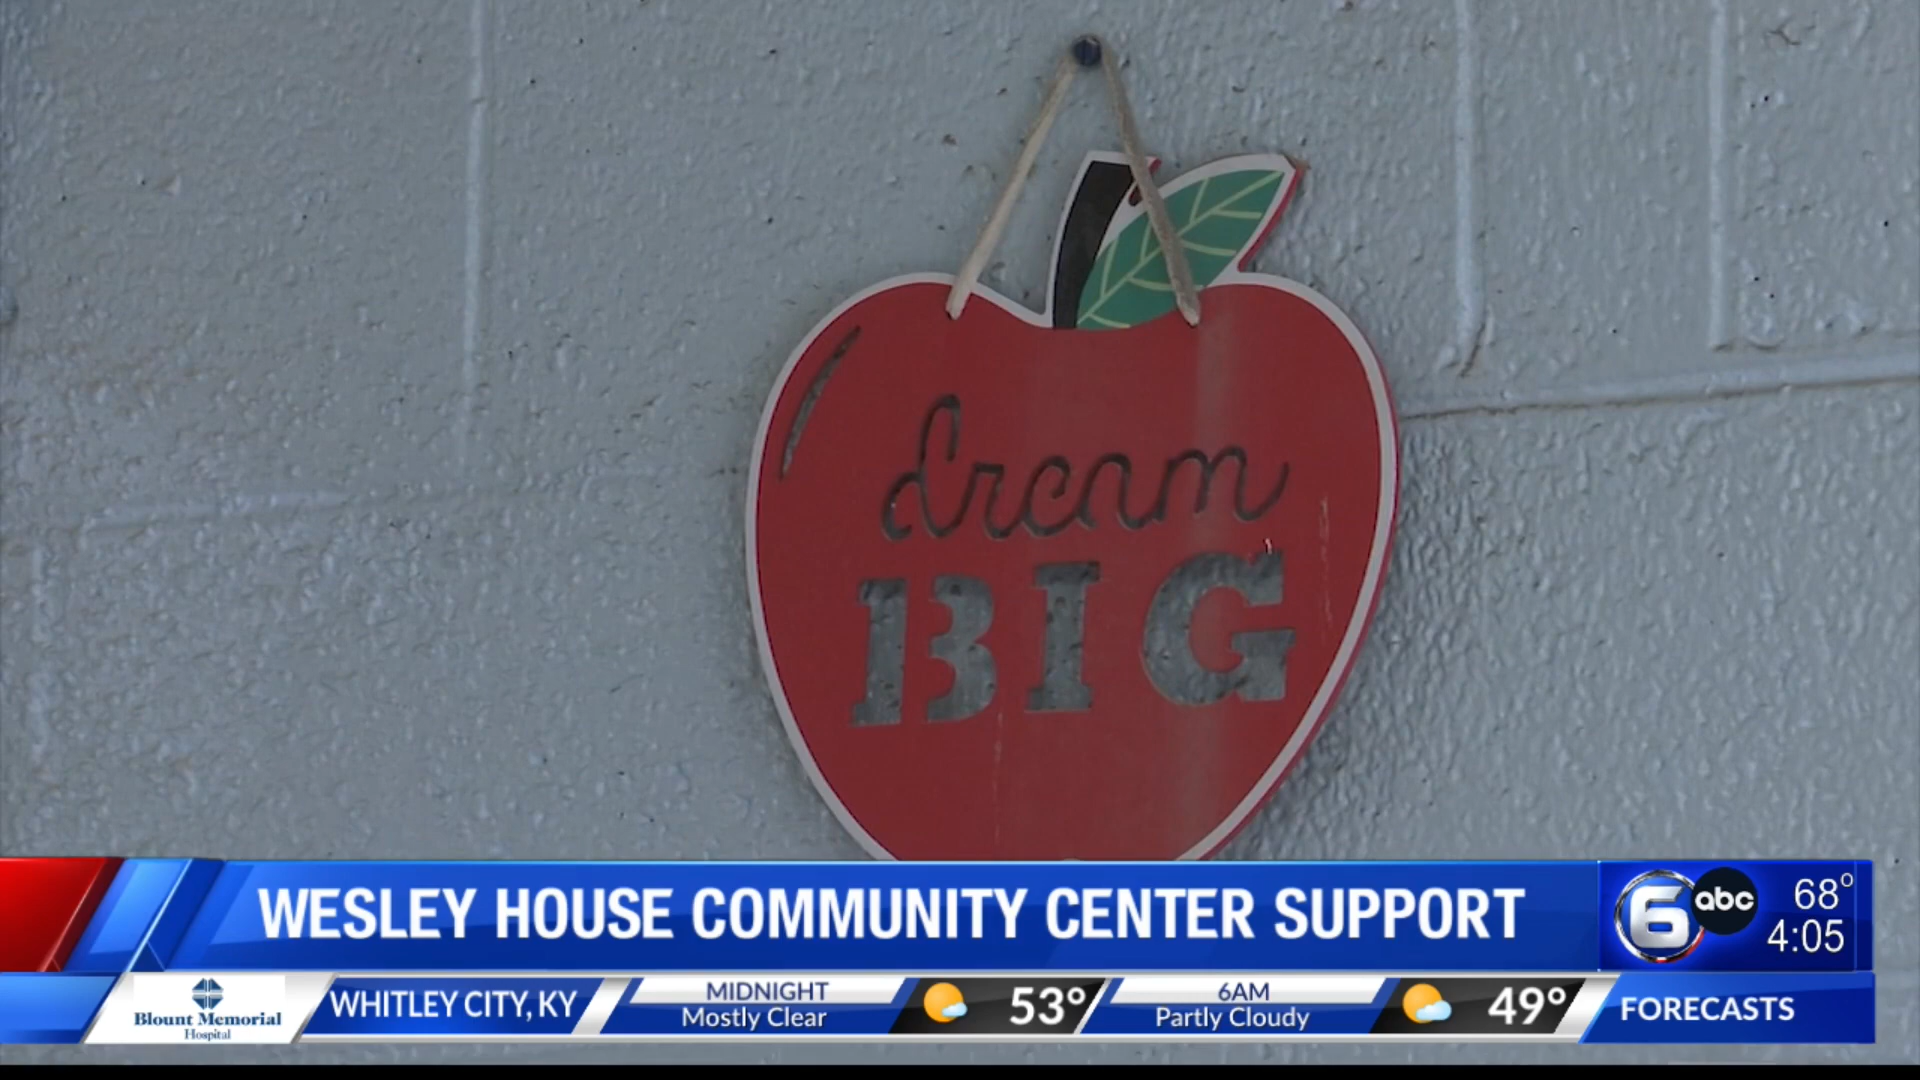 dream
BIG
WESLEY HOUSE COMMUNITY CENTER SUPPORT
6 abc
68°
4:05
Blount Memorial
Hospital
WHITLEY CITY, KY
MIDNIGHT
Mostly Clear
53°
6AM
Partly Cloudy
49°
FORECASTS